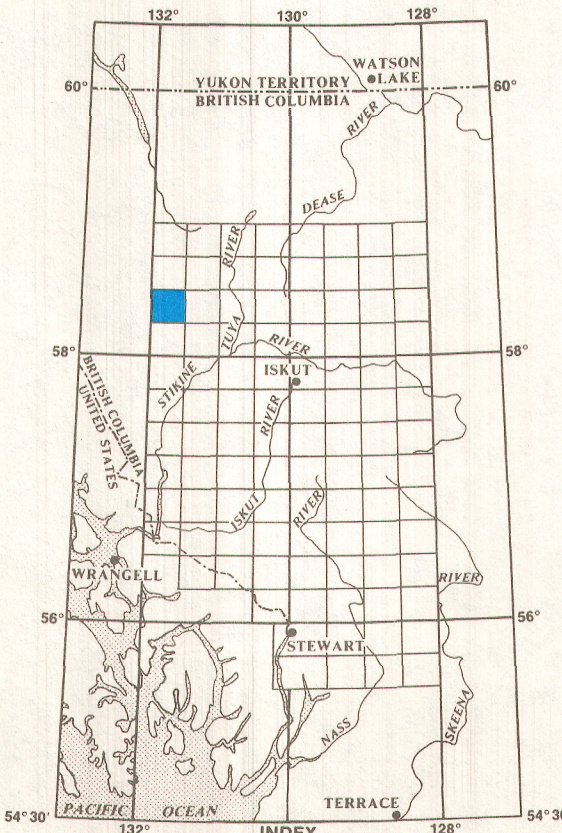 132° 130° 128°
WATSON
LAKE
60° YUKON TERRITORY 60°
BRITISH COLUMBIA
RIVER
DEASE
RIVER
TUYA
RIVER
58° 58°
ISKUT
STIKINE
BRITISH COLUMBIA
UNITED STATES
RIVER
ISKUT
RIVER
WRANGELL
RIVER
56° 56°
STEWART
SKEENA
NASS
TERRACE
54°30' 54°30'
PACIFIC OCEAN
132° INDEX 128°